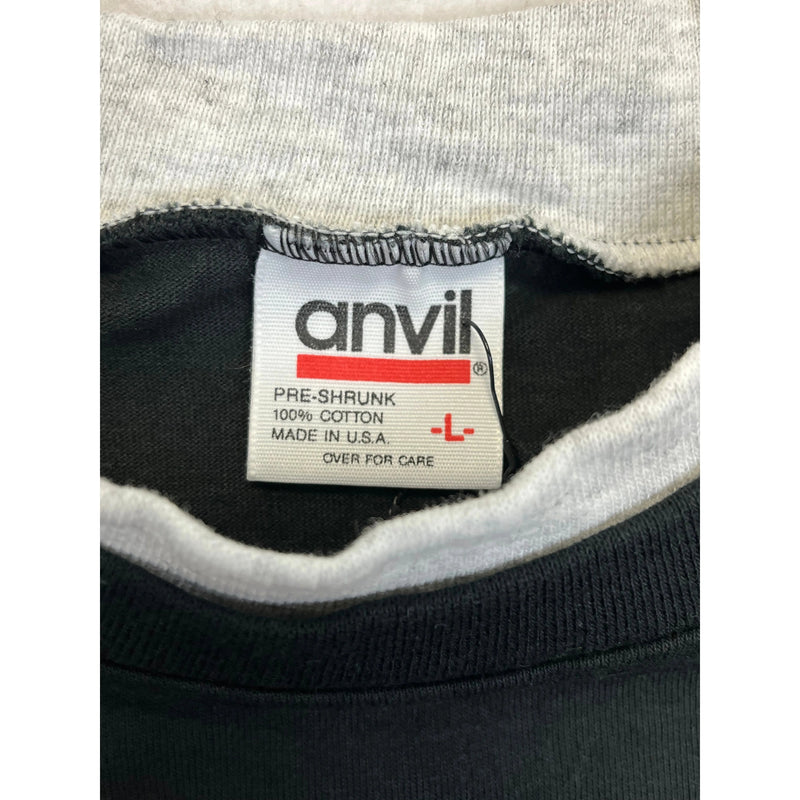 anvil
®
PRE-SHRUNK
100% COTTON
MADE IN U.S.A.
-L-
OVER FOR CARE